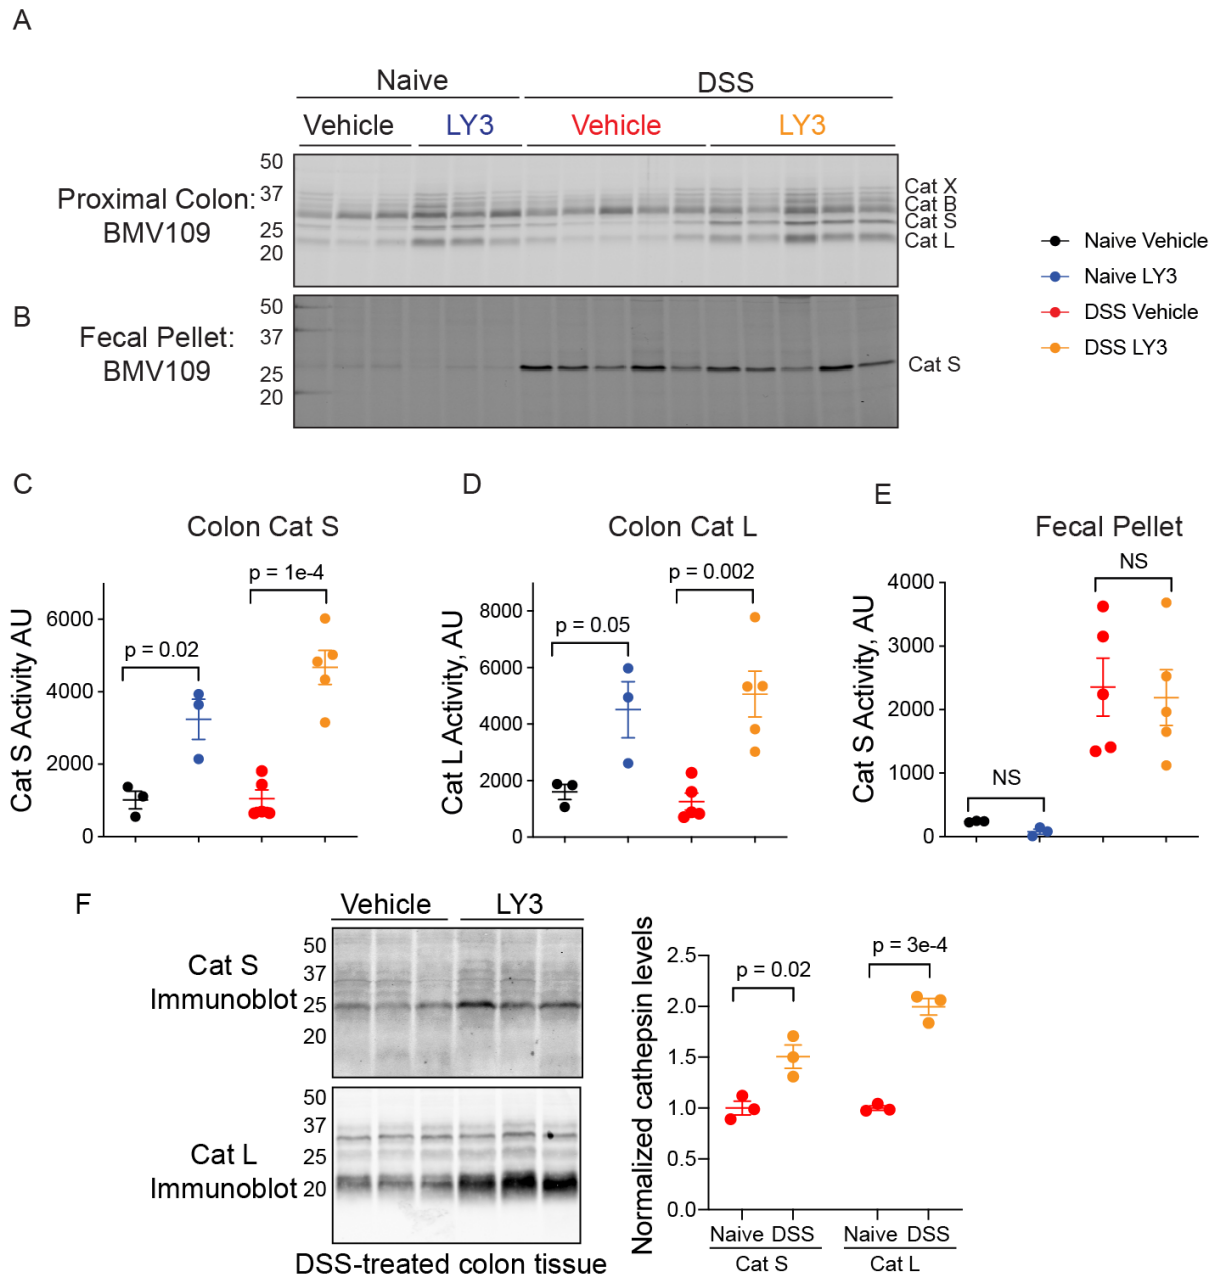 A
Naive DSS
Vehicle LY3 Vehicle LY3
Proximal Colon:
BMV109
50
37
25
20
Cat X
Cat B
Cat S
Cat L
Naive Vehicle
Naive LY3
DSS Vehicle
DSS LY3
B
Fecal Pellet:
BMV109
50
37
25
20
Cat S
C
Colon Cat S
p = 1e-4
p = 0.02
Cat S Activity AU
6000
4000
2000
0
D
Colon Cat L
p = 0.002
p = 0.05
Cat L Activity, AU
8000
6000
4000
2000
0
E
Fecal Pellet
NS
NS
Cat S Activity, AU
4000
3000
2000
1000
0
F
Vehicle LY3
Cat S
Immunoblot
50
37
25
20
Cat L
Immunoblot
50
37
25
20
DSS-treated colon tissue
Normalized cathepsin levels
2.5
2.0
1.5
1.0
0.5
0.0
p = 0.02
p = 3e-4
Naive DSS Naive DSS
Cat S Cat L